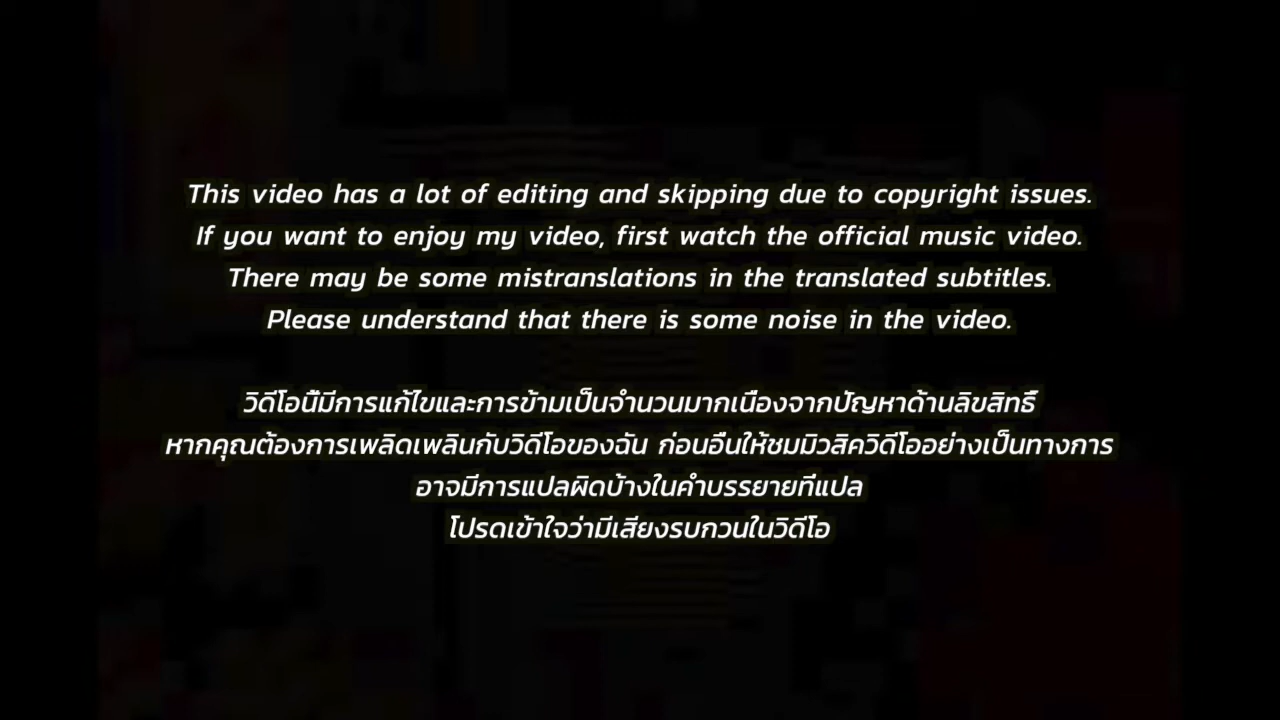 This video has a lot of editing and skipping due to copyright issues.
If you want to enjoy my video, first watch the official music video.
There may be some mistranslations in the translated subtitles.
Please understand that there is some noise in the video.
วิดีโอนี้มีการแก้ไขและการข้ามเป็นจำนวนมากเนื่องจากปัญหาด้านลิขสิทธิ์
หากคุณต้องการเพลิดเพลินกับวิดีโอของฉัน ก่อนอื่นให้ชมมิวสิควิดีโออย่างเป็นทางการ
อาจมีการแปลผิดบ้างในคำบรรยายที่แปล
โปรดเข้าใจว่ามีเสียงรบกวนในวิดีโอ